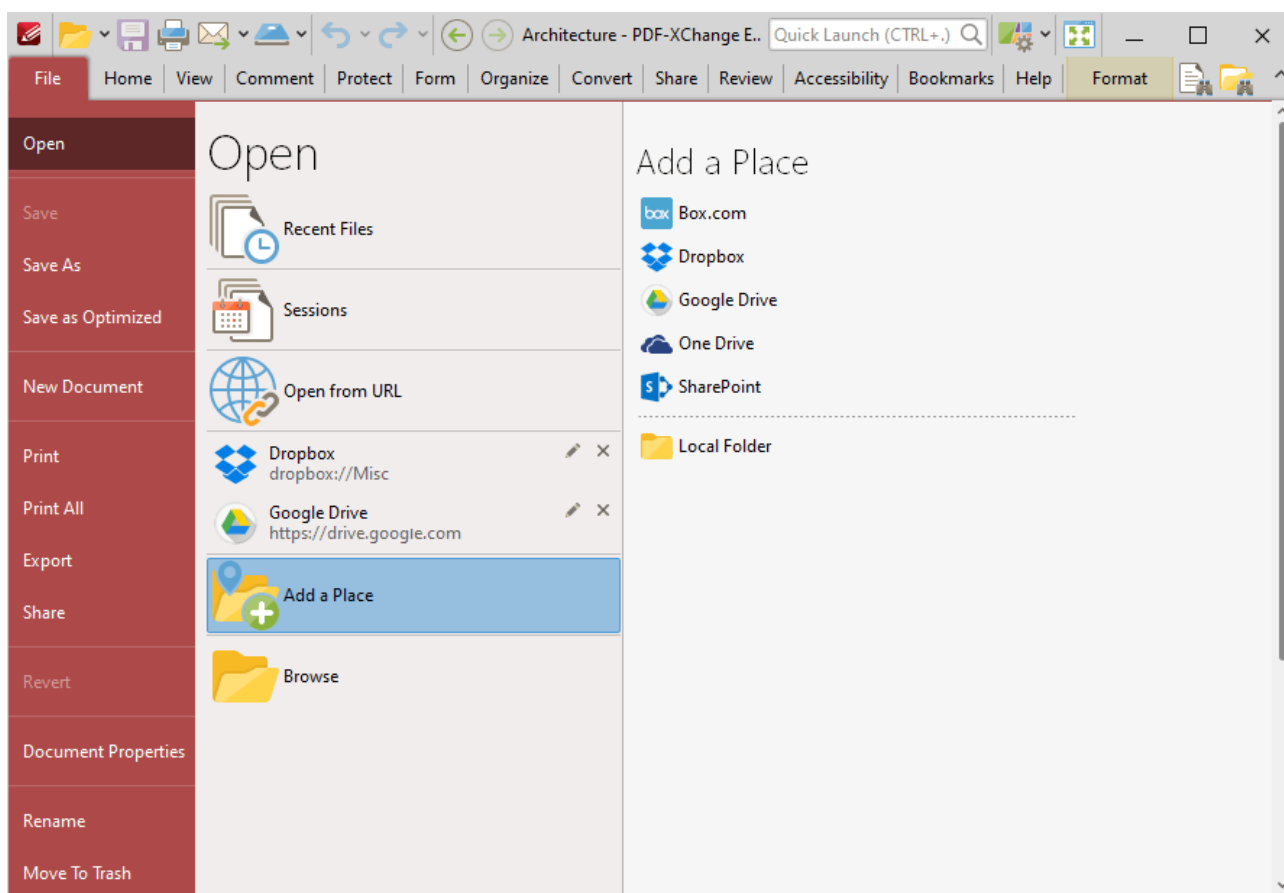 Architecture - PDF-XChange E..
Quick Launch (CTRL+.)
File Home View Comment Protect Form Organize Convert Share Review Accessibility Bookmarks Help Format
Open
Save
Save As
Save as Optimized
New Document
Print
Print All
Export
Share
Revert
Document Properties
Rename
Move To Trash
Open
Recent Files
Sessions
Open from URL
Dropbox
dropbox://Misc
Google Drive
https://drive.google.com
Add a Place
Browse
Add a Place
box Box.com
Dropbox
Google Drive
One Drive
S SharePoint
Local Folder